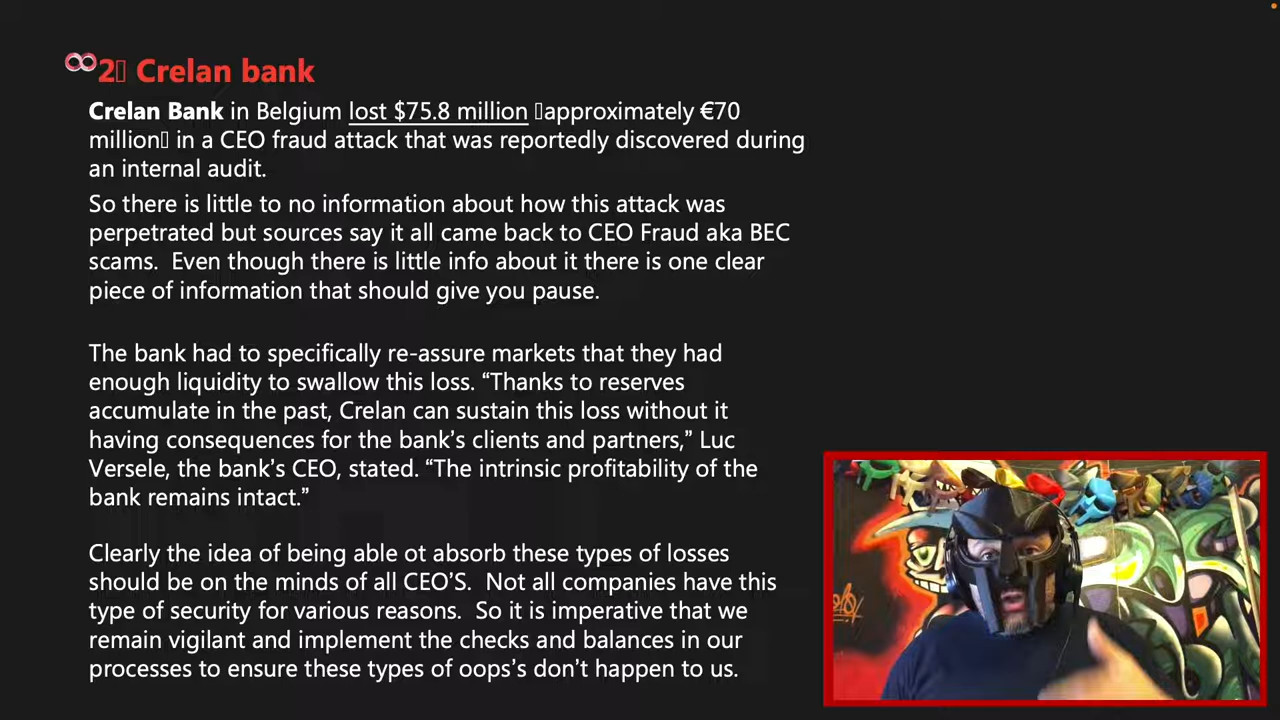 2▯ Crelan bank
Crelan Bank in Belgium lost $75.8 million ▯approximately €70
million▯ in a CEO fraud attack that was reportedly discovered during
an internal audit.
So there is little to no information about how this attack was
perpetrated but sources say it all came back to CEO Fraud aka BEC
scams.  Even though there is little info about it there is one clear
piece of information that should give you pause.
The bank had to specifically re-assure markets that they had
enough liquidity to swallow this loss. “Thanks to reserves
accumulate in the past, Crelan can sustain this loss without it
having consequences for the bank’s clients and partners,” Luc
Versele, the bank’s CEO, stated. “The intrinsic profitability of the
bank remains intact.”
Clearly the idea of being able ot absorb these types of losses
should be on the minds of all CEO’S.  Not all companies have this
type of security for various reasons.  So it is imperative that we
remain vigilant and implement the checks and balances in our
processes to ensure these types of oops’s don’t happen to us.